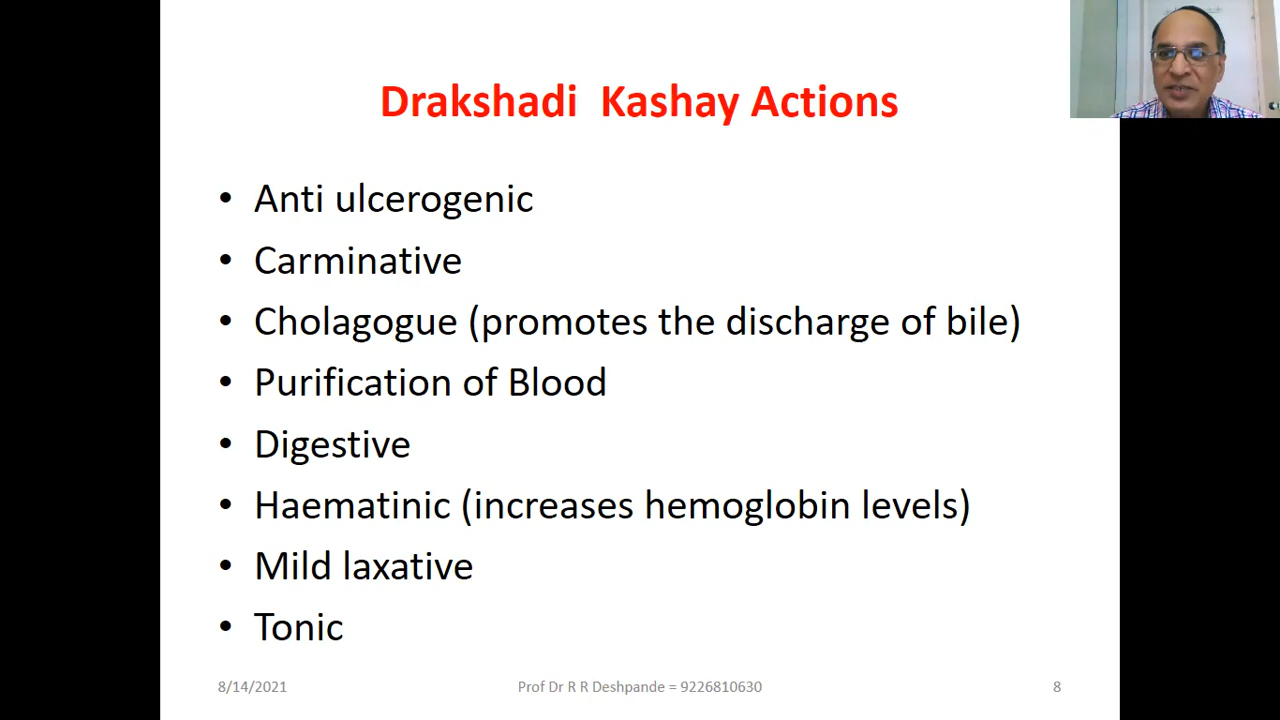 Drakshadi Kashay Actions
• Anti ulcerogenic
• Carminative
• Cholagogue (promotes the discharge of bile)
• Purification of Blood
• Digestive
• Haematinic (increases hemoglobin levels)
• Mild laxative
• Tonic
8/14/2021 Prof Dr R R Deshpande = 9226810630 8